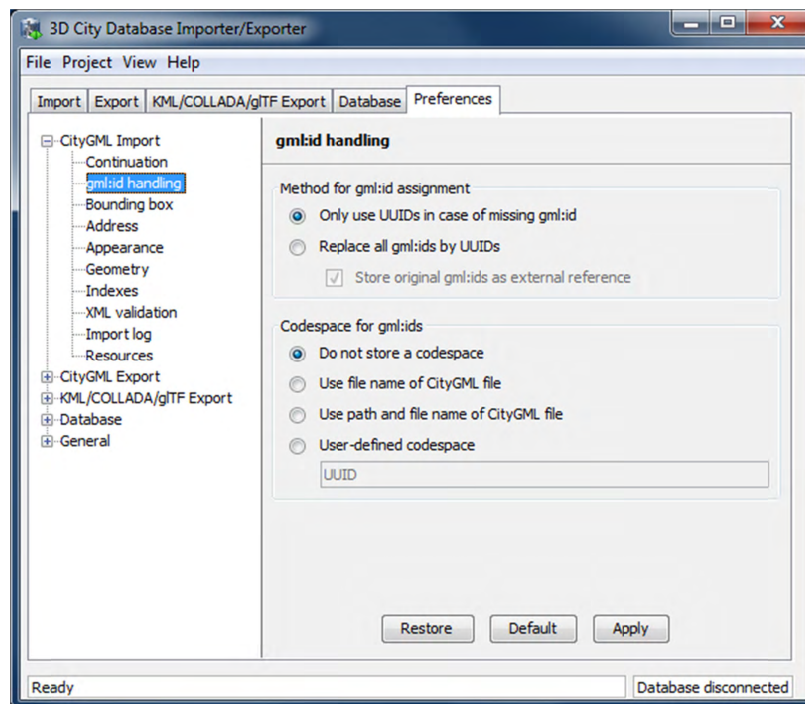 3D City Database Importer/Exporter
File Project View Help
Import Export KML/COLLADA/glTF Export Database Preferences
CityGML Import
Continuation
gml:id handling
Bounding box
Address
Appearance
Geometry
Indexes
XML validation
Import log
Resources
CityGML Export
KML/COLLADA/glTF Export
Database
General
gml:id handling
Method for gml:id assignment
Only use UUIDs in case of missing gml:id
Replace all gml:ids by UUIDs
Store original gml:ids as external reference
Codespace for gml:ids
Do not store a codespace
Use file name of CityGML file
Use path and file name of CityGML file
User-defined codespace
UUID
Restore Default Apply
Ready Database disconnected